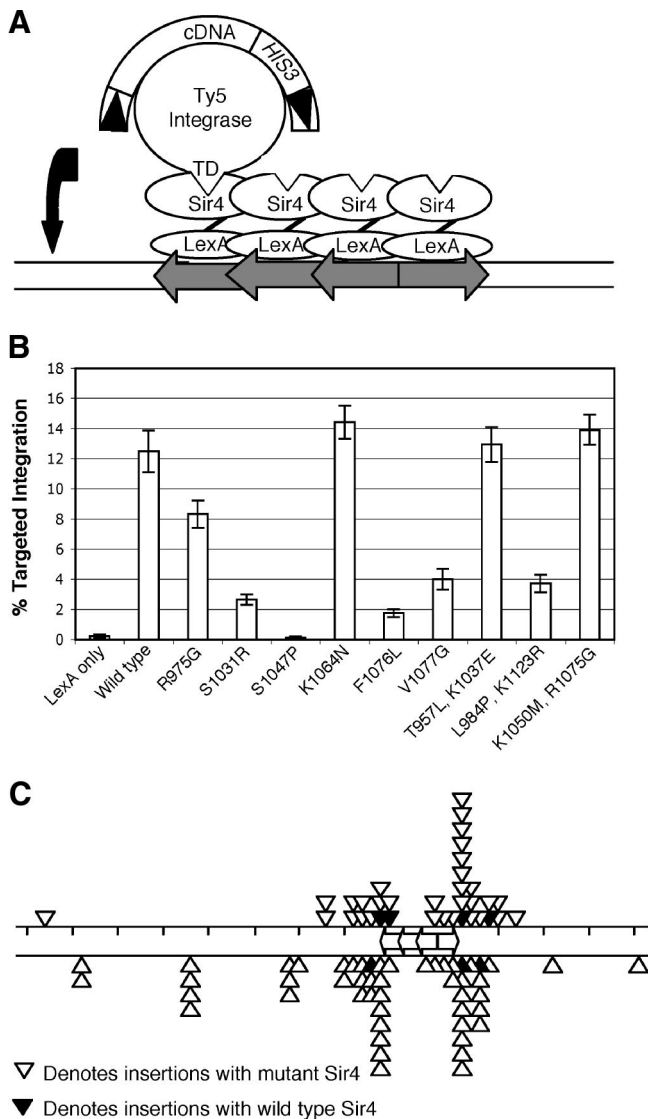 A
cDNA
HIS3
Ty5
Integrase
TD
Sir4 Sir4 Sir4 Sir4
LexA LexA LexA LexA
B
% Targeted Integration
18
16
14
12
10
8
6
4
2
0
LexA only
Wild type
R975G
S1031R
S1047P
K1064N
F1076L
V1077G
T957L, K1037E
L984P, K1123R
K1050M, R1075G
C
Denotes insertions with mutant Sir4
Denotes insertions with wild type Sir4